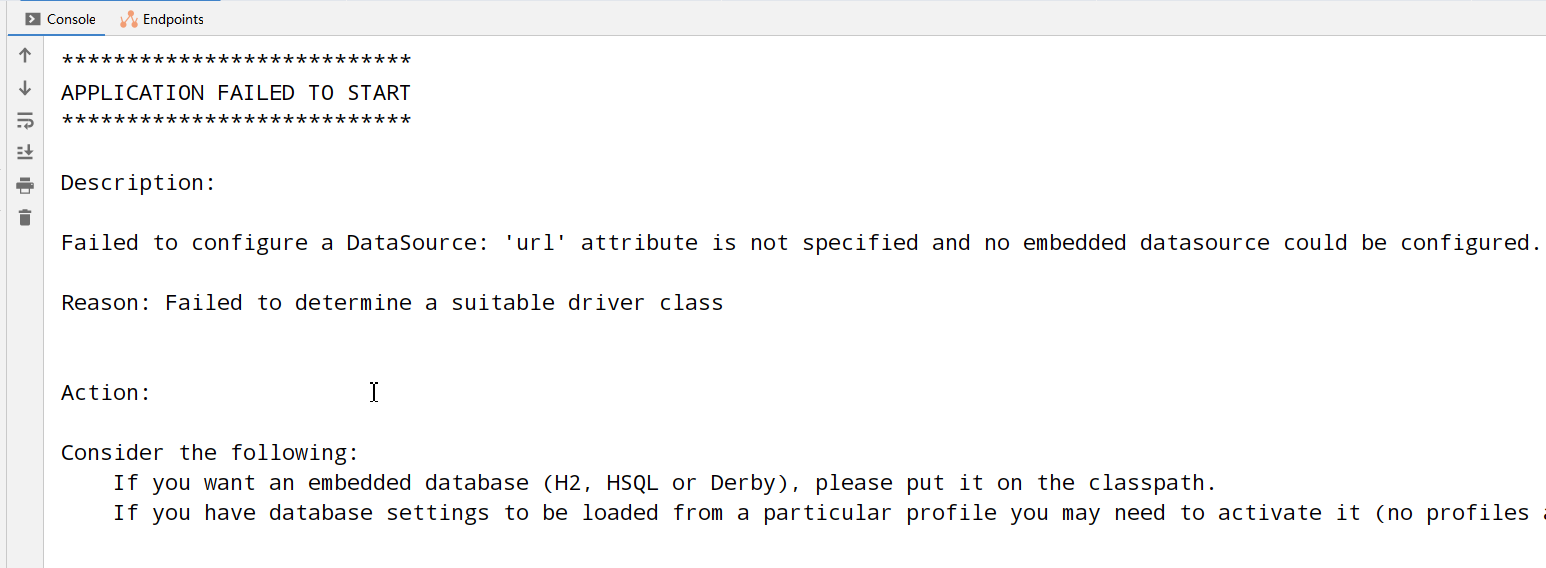 Console
Endpoints
***************************
APPLICATION FAILED TO START
***************************
Description:
Failed to configure a DataSource: 'url' attribute is not specified and no embedded datasource could be configured.
Reason: Failed to determine a suitable driver class
Action:
Consider the following:
If you want an embedded database (H2, HSQL or Derby), please put it on the classpath.
If you have database settings to be loaded from a particular profile you may need to activate it (no profiles